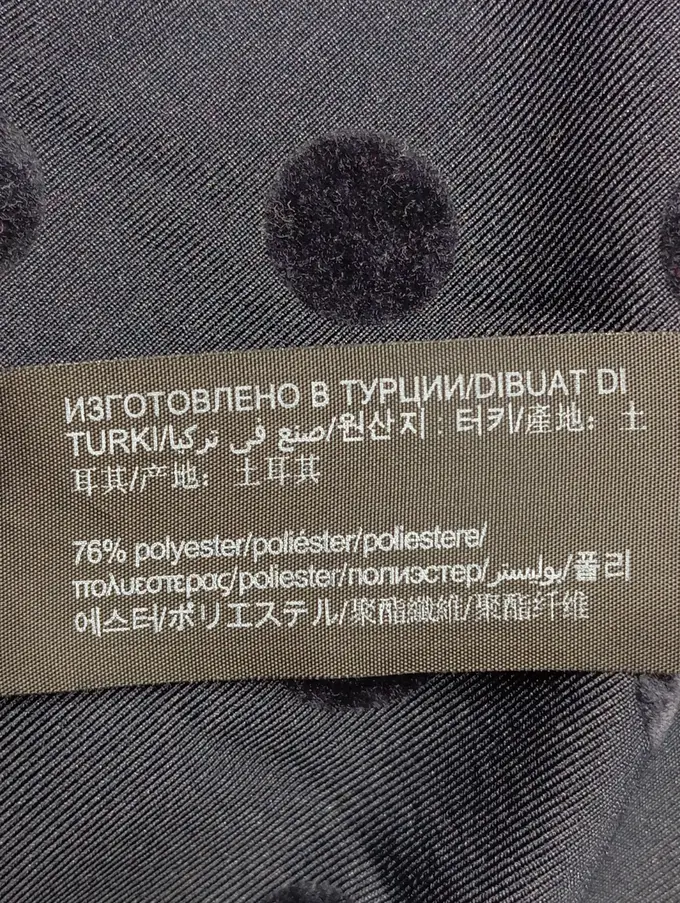 ИЗГОТОВЛЕНО В ТУРЦИИ/DIBUAT DI
TURKI/صنع في تركيا/원산지 : 터키/產地： 土
耳其/产地： 土耳其
76% polyester/poliéster/poliestere/
πολυεστερας/poliester/полиэстер/بوليستر/폴리
에스터/ポリエステル/聚酯纖維/聚酯纤维